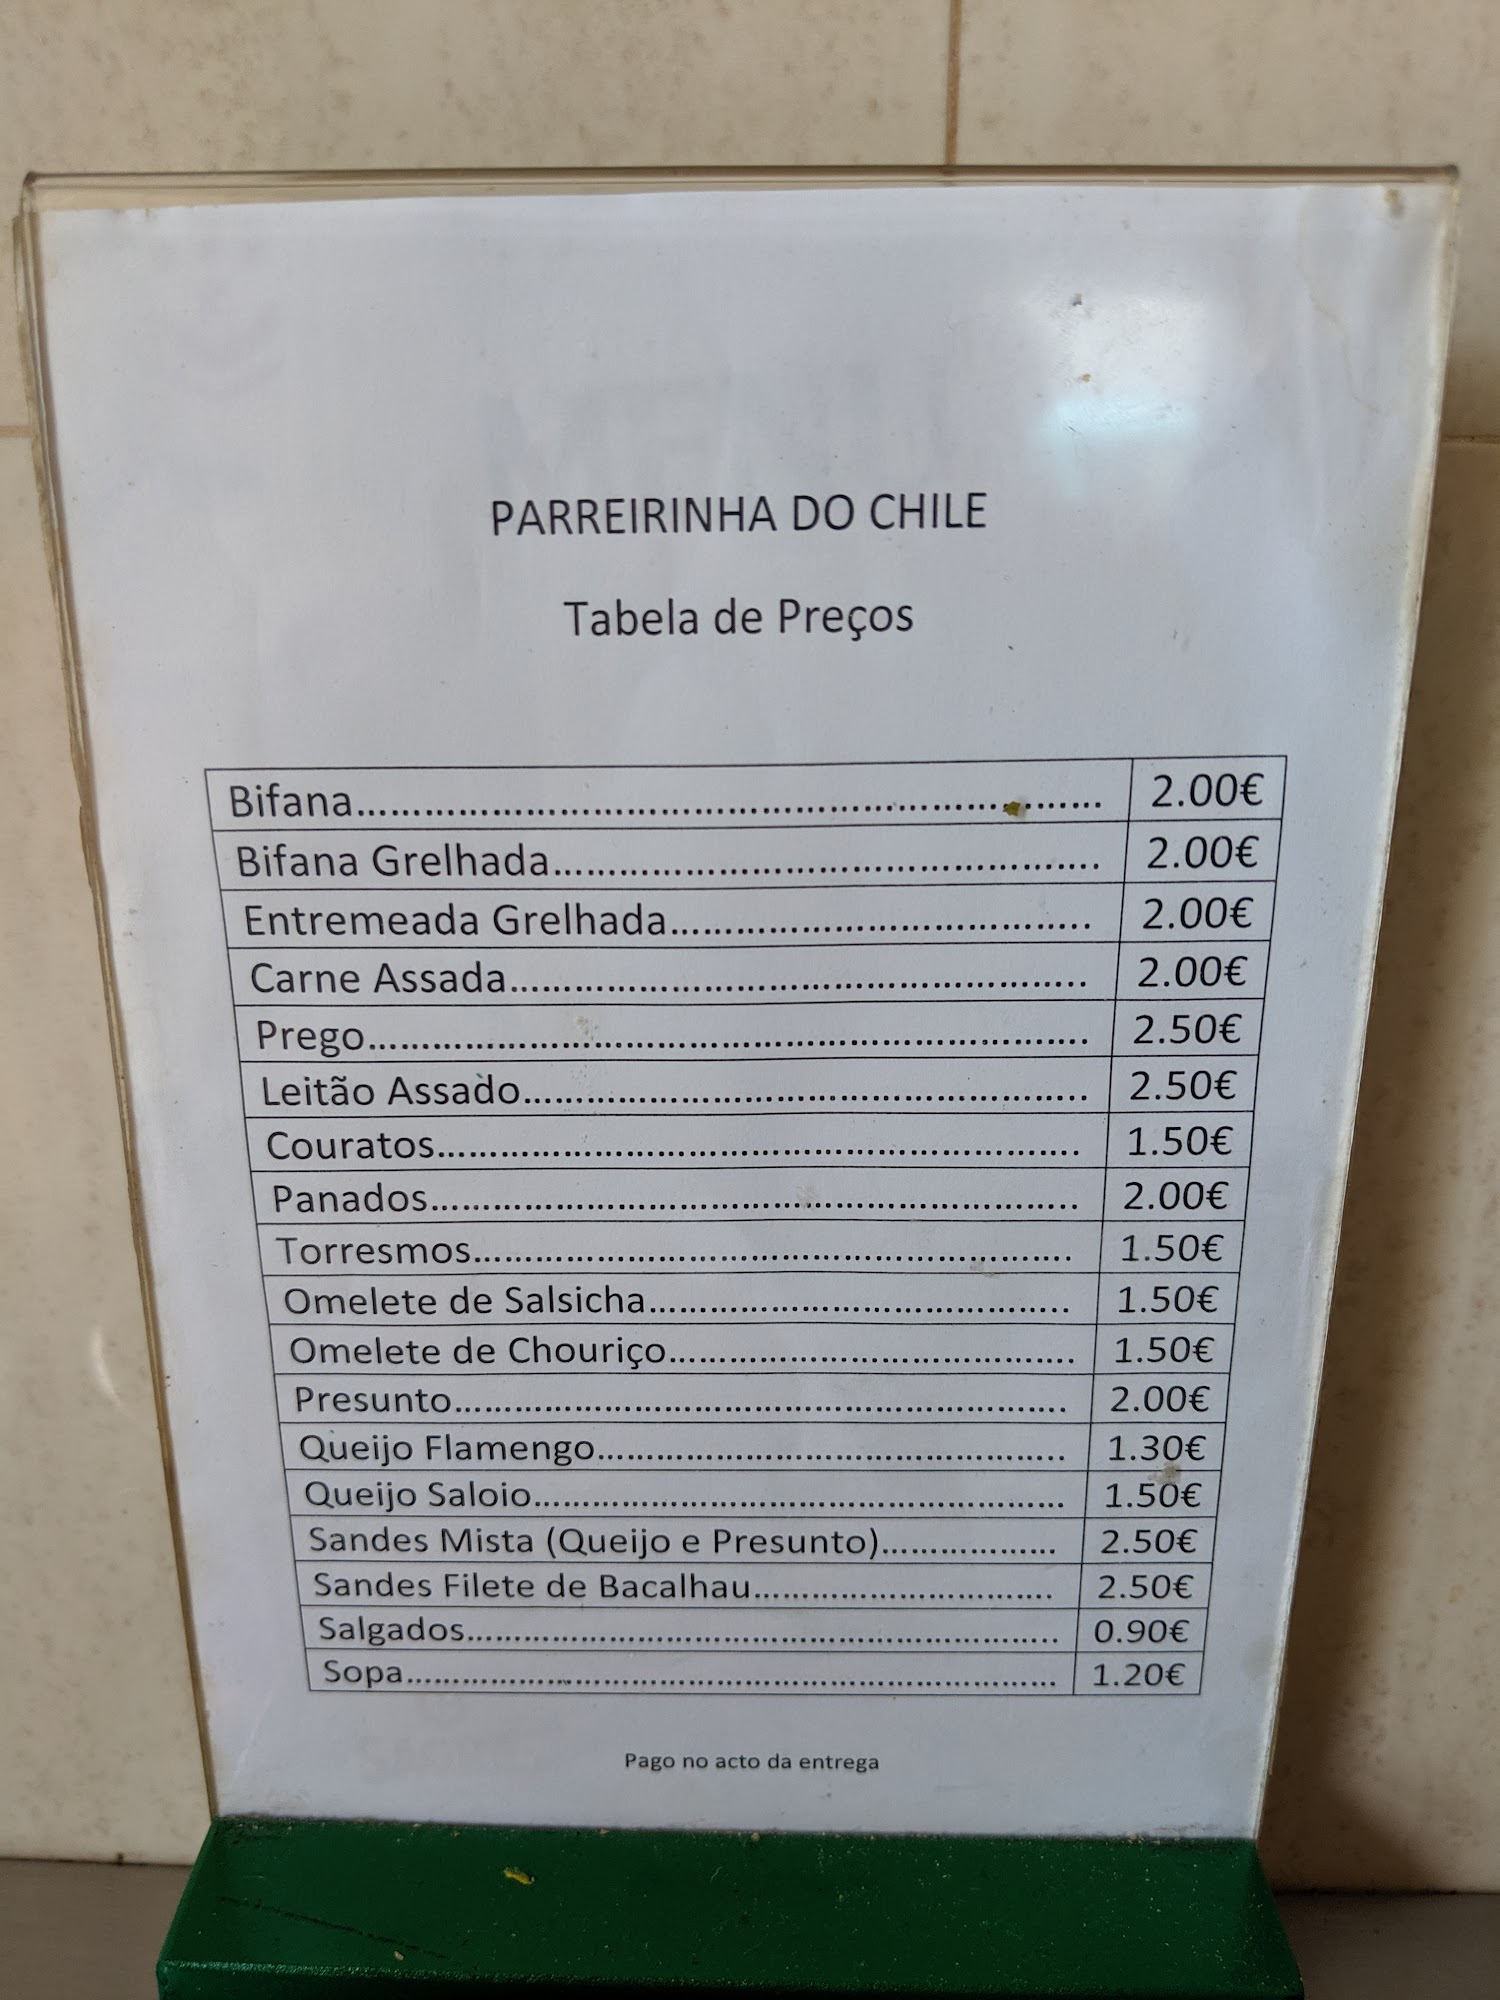 PARREIRINHA DO CHILE
Tabela de Preços
Bifana 2.00€
Bifana Grelhada 2.00€
Entremeada Grelhada 2.00€
Carne Assada 2.00€
Prego 2.50€
Leitão Assado 2.50€
Couratos 1.50€
Panados 2.00€
Torresmos 1.50€
Omelete de Salsicha 1.50€
Omelete de Chouriço 1.50€
Presunto 2.00€
Queijo Flamengo 1.30€
Queijo Saloio 1.50€
Sandes Mista (Queijo e Presunto) 2.50€
Sandes Filete de Bacalhau 2.50€
Salgados 0.90€
Sopa 1.20€
Pago no acto da entrega